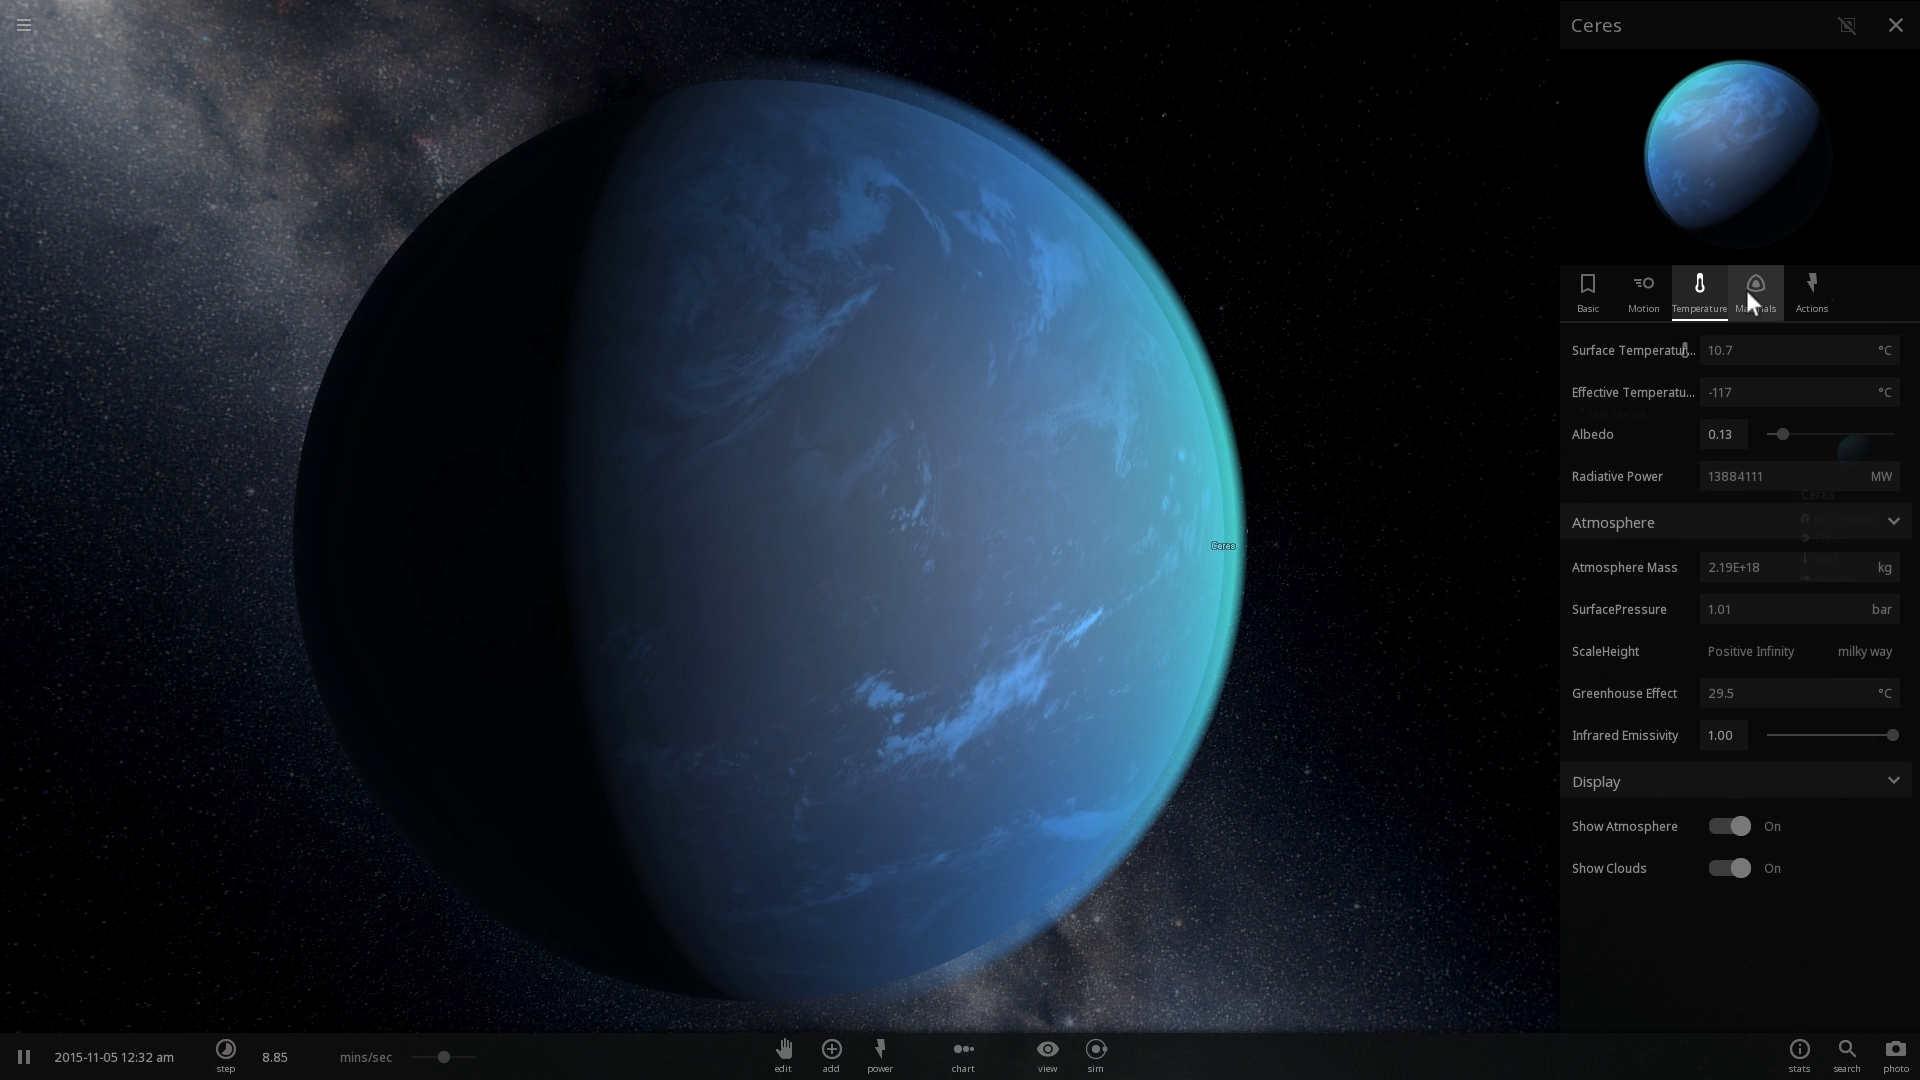 Ceres
Basic Motion Temperature Actions
Surface Temperatur... 10.7 °C
Effective Temperatu... -117 °C
Albedo 0.13
Radiative Power 13884111 MW
Ceres
Atmosphere
Ceres
Atmosphere Mass 2.19E+18 kg
SurfacePressure 1.01 bar
ScaleHeight Positive Infinity milky way
Greenhouse Effect 29.5 °C
Infrared Emissivity 1.00
Display
Show Atmosphere On
Show Clouds On
2015-11-05 12:32 am step 8.85 mins/sec edit add power chart view sim stats search photo